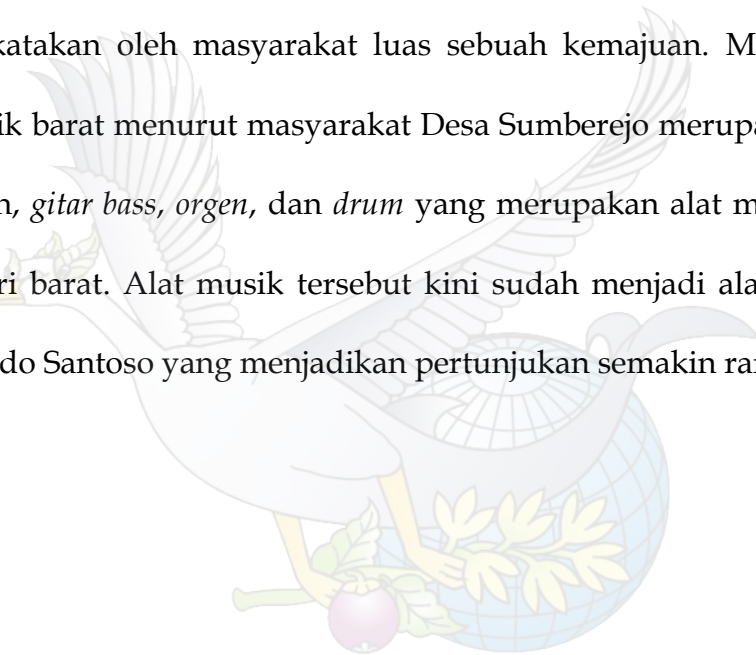 katakan oleh masyarakat luas sebuah kemajuan. M
ik barat menurut masyarakat Desa Sumberejo merupa
n, gitar bass, orgen, dan drum yang merupakan alat m
ri barat. Alat musik tersebut kini sudah menjadi ala
do Santoso yang menjadikan pertunjukan semakin ra